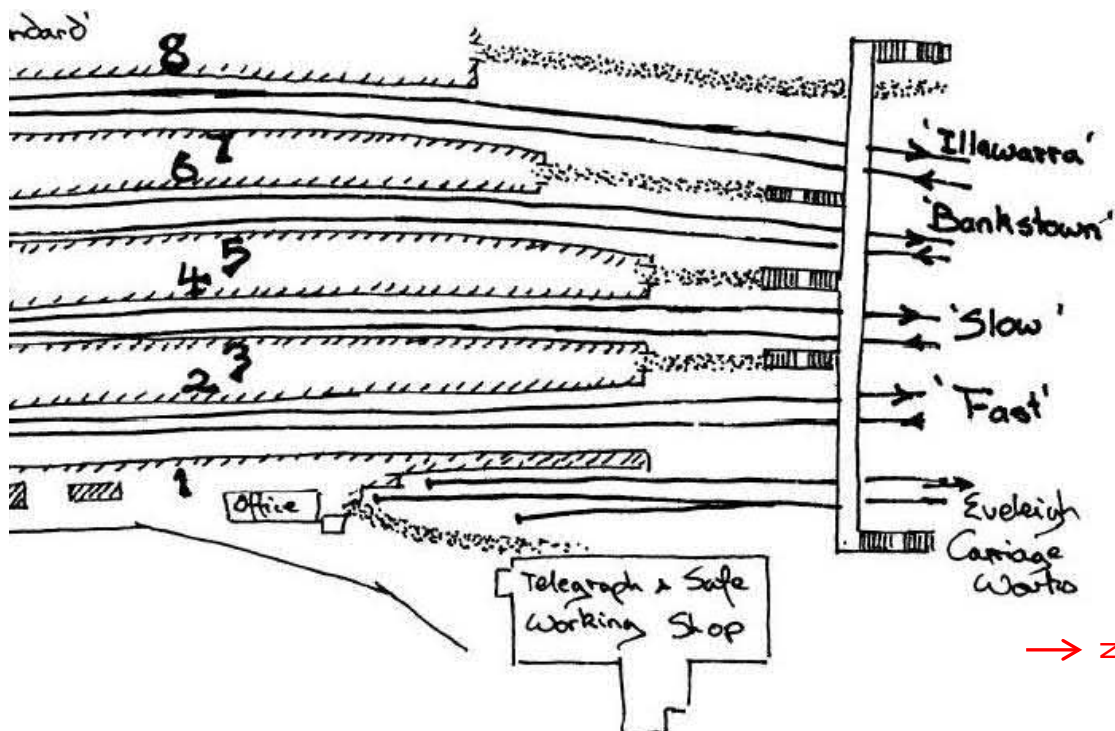 ndard'
8
'Illawarra'
7
6
'Bankstown'
5
4
'Slow'
3
2
'Fast'
1
Office
Eveleigh
Carriage
Works
Telegraph & Safe
Working Shop
N